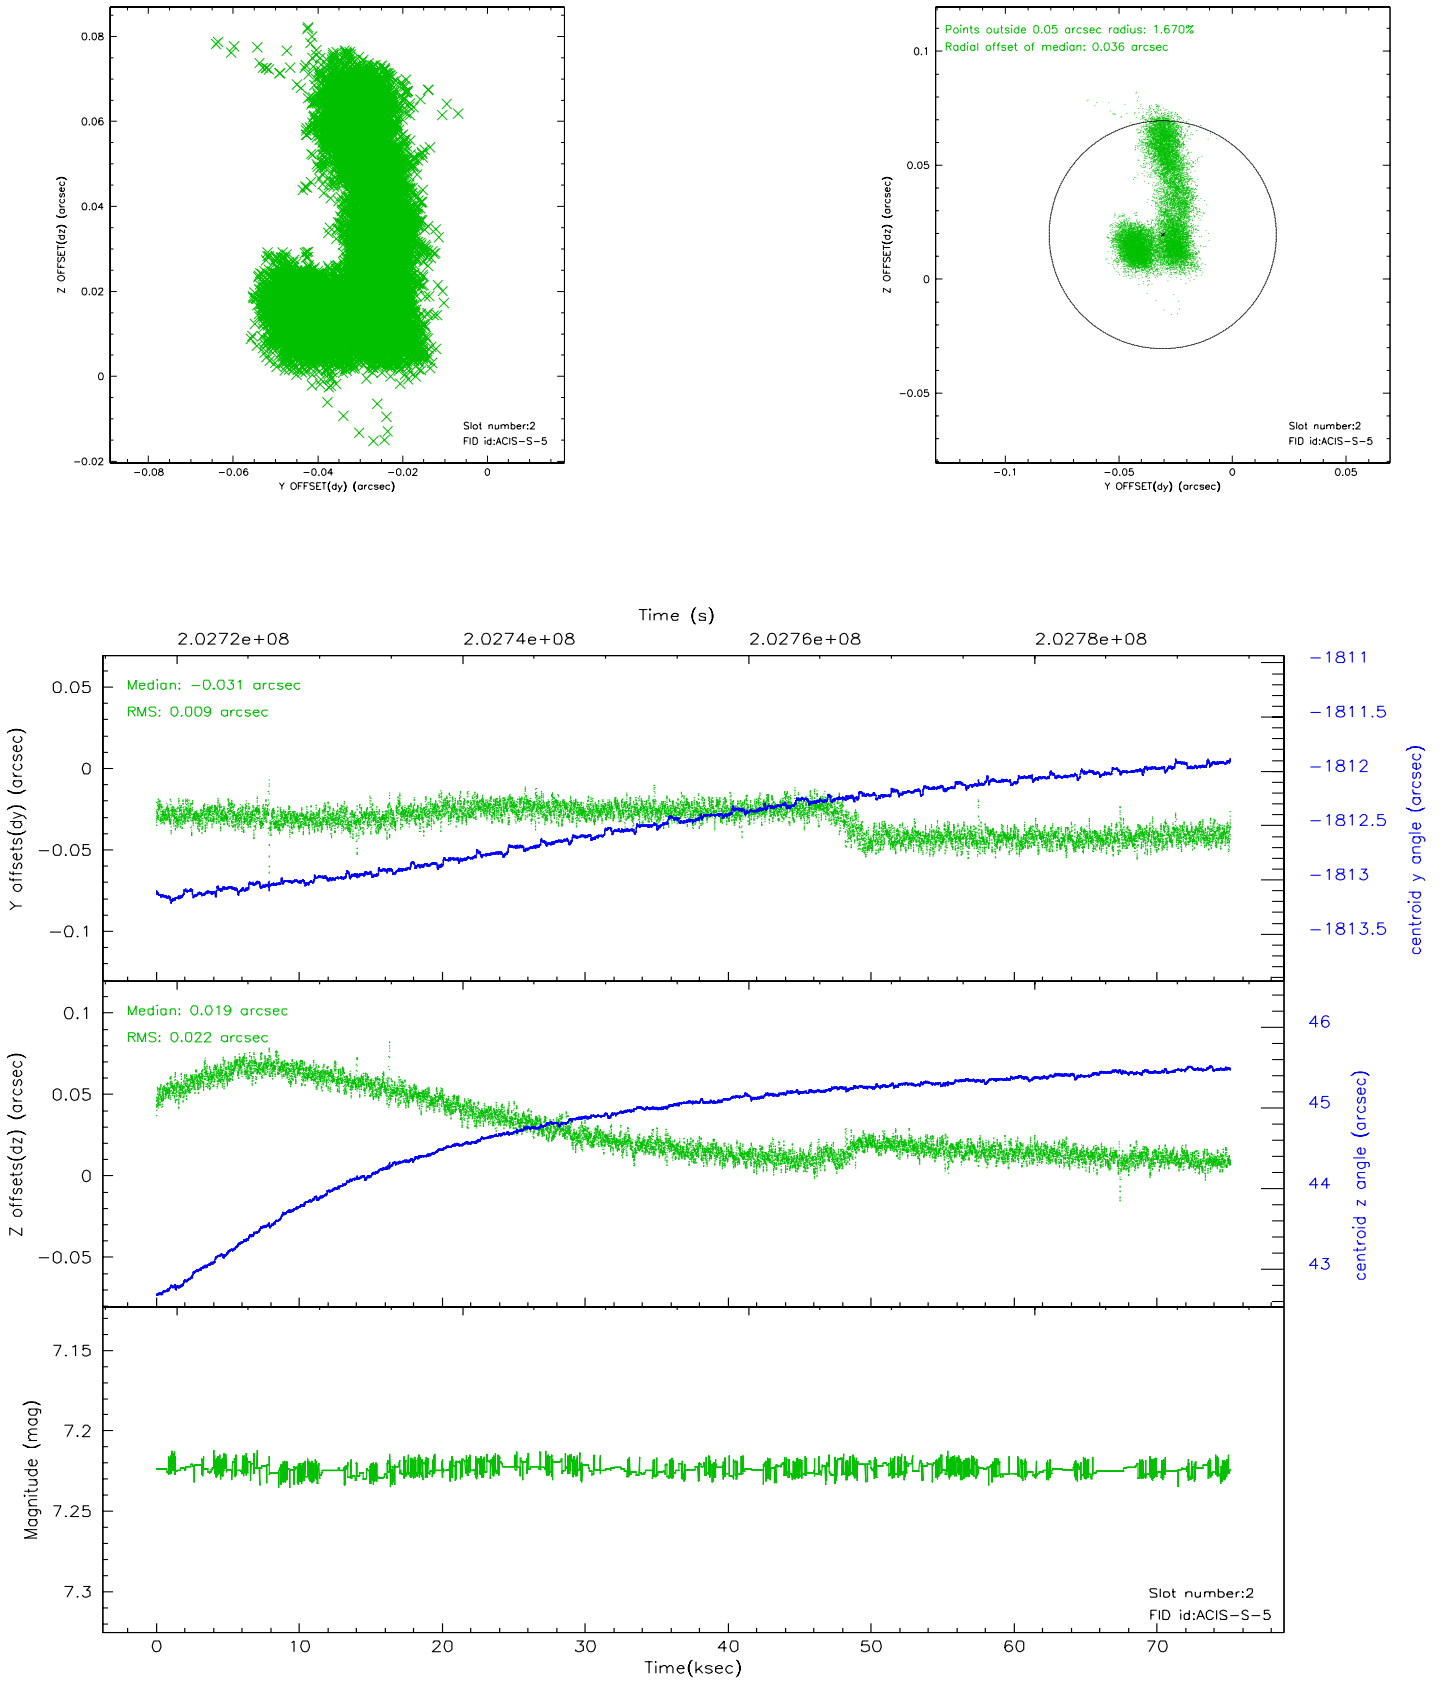 0.08
0.06
0.04
0.02
0
-0.02
-0.08
-0.06
-0.04
-0.02
0
Z OFFSET(dz) (arcsec)
Y OFFSET(dy) (arcsec)
Slot number:2
FID id:ACIS-S-5
Points outside 0.05 arcsec radius: 1.670%
Radial offset of median: 0.036 arcsec
0.1
0.05
0
-0.05
-0.1
-0.05
0
0.05
Z OFFSET(dz) (arcsec)
Y OFFSET(dy) (arcsec)
Slot number:2
FID id:ACIS-S-5
Time (s)
2.0272e+08
2.0274e+08
2.0276e+08
2.0278e+08
Median: -0.031 arcsec
RMS: 0.009 arcsec
0.05
0
-0.05
-0.1
Y offsets(dy) (arcsec)
-1811
-1811.5
-1812
-1812.5
-1813
-1813.5
centroid y angle (arcsec)
Median: 0.019 arcsec
RMS: 0.022 arcsec
0.1
0.05
0
-0.05
Z offsets(dz) (arcsec)
46
45
44
43
centroid z angle (arcsec)
7.15
7.2
7.25
7.3
Magnitude (mag)
Slot number:2
FID id:ACIS-S-5
0
10
20
30
40
50
60
70
Time(ksec)